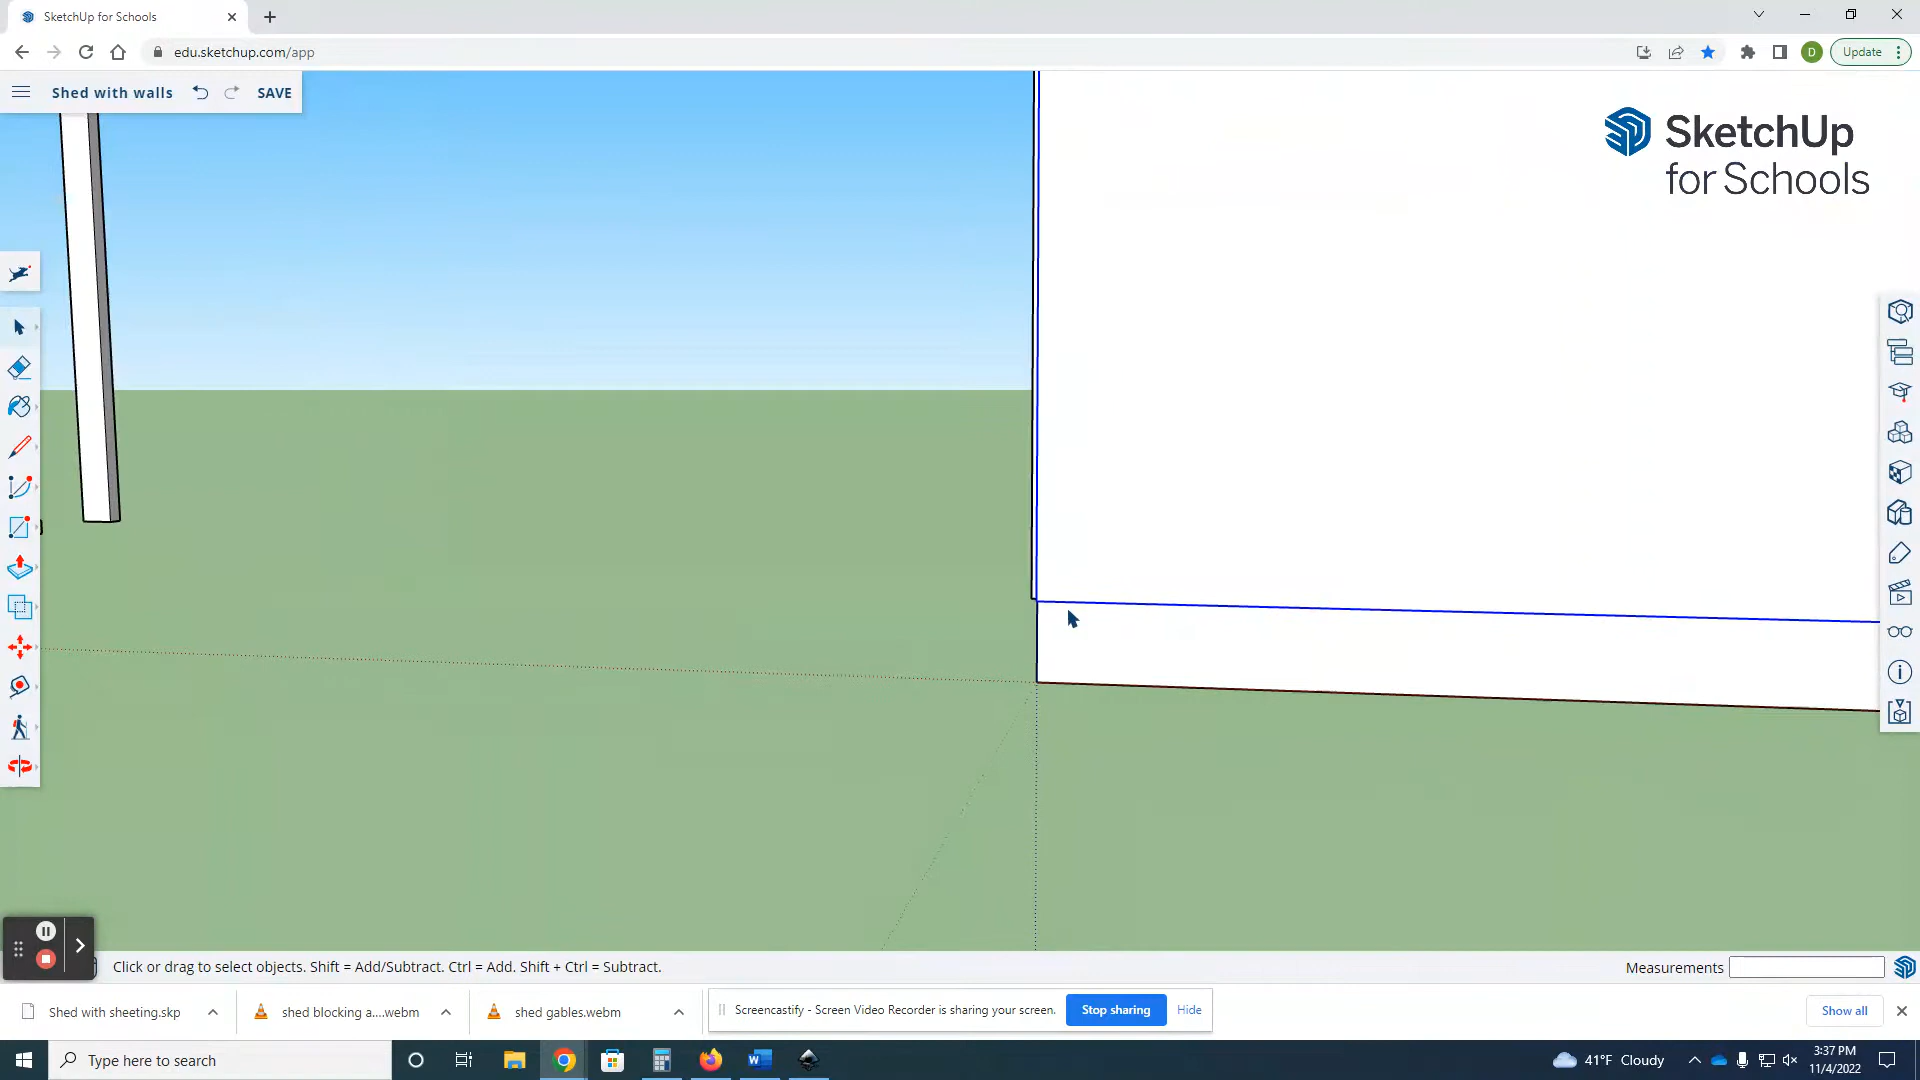 SketchUp for Schools
edu.sketchup.com/app
D
Update
Shed with walls
SAVE
SketchUp
for Schools
Click or drag to select objects. Shift = Add/Subtract. Ctrl = Add. Shift + Ctrl = Subtract.
Measurements
Shed with sheeting.skp
shed blocking a....webm
shed gables.webm
Screencastify - Screen Video Recorder is sharing your screen.
Stop sharing
Hide
Show all
Type here to search
41°F Cloudy
3:37 PM
11/4/2022